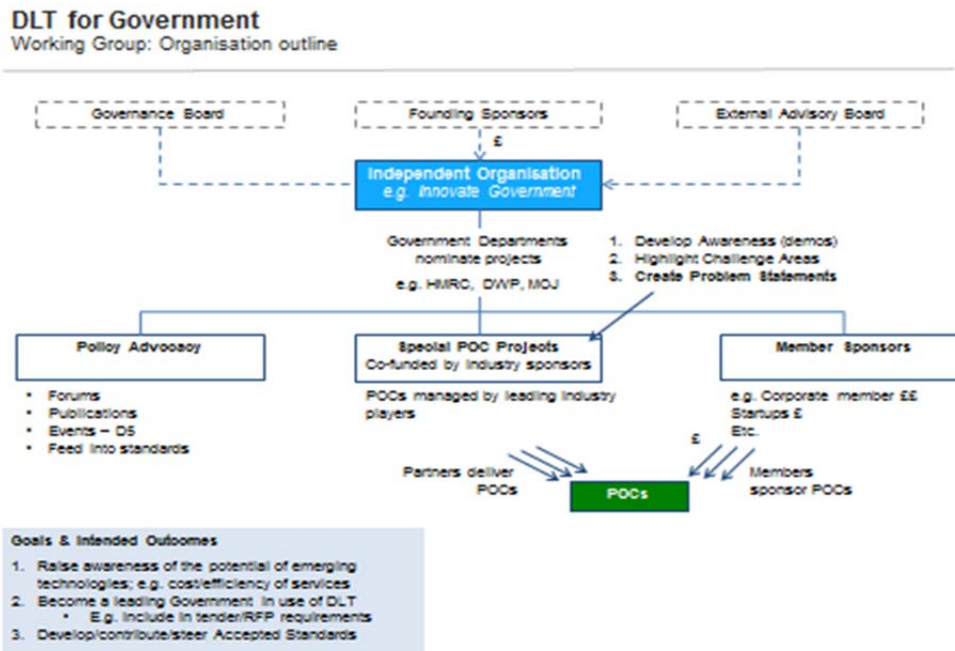 DLT for Government
Working Group: Organisation outline
Governance Board
Founding Sponsors
External Advisory Board
£
Independent Organisation
e.g. Innovate Government
Government Departments
nominate projects
e.g. HMRC, DWP, MOJ
1. Develop Awareness (demos)
2. Highlight Challenge Areas
3. Create Problem Statements
Policy Advocacy
• Forums
• Publications
• Events – D5
• Feed into standards
Special POC Projects
Co-funded by industry sponsors
POCs managed by leading industry
players
Member Sponsors
e.g. Corporate member ££
Startups £
Etc.
£
Partners deliver
POCs
POCs
Members
sponsor POCs
Goals & Intended Outcomes
1. Raise awareness of the potential of emerging
technologies; e.g. cost/efficiency of services
2. Become a leading Government in use of DLT
• E.g. include in tender/RFP requirements
3. Develop/contribute/steer Accepted Standards